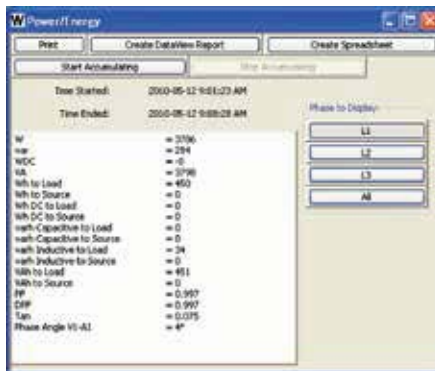 Power/Energy
Print
Create DataView Report
Create Spreadsheet
Start Accumulating
Stop Accumulating
Time Started: 2010-05-12 9:01:23 AM
Time Ended: 2010-05-12 9:08:28 AM
Phase to Display
L1
L2
L3
All
W = 3786
var = 284
WDC = -0
VA = 3798
Wh to Load = 450
Wh to Source = 0
Wh DC to Load = 0
Wh DC to Source = 0
varh Capacitive to Load = 0
varh Capacitive to Source = 0
varh Inductive to Load = 34
varh Inductive to Source = 0
VAh to Load = 451
VAh to Source = 0
PF = 0.997
DPF = 0.997
Tan = 0.075
Phase Angle V1-A1 = 4°